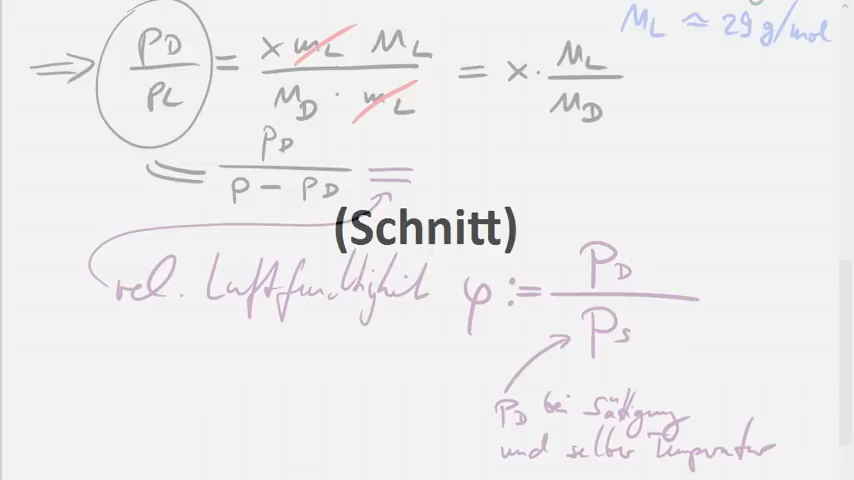 M_L ≃ 29 g/mol
⟹ p_D/p_L = (x m_L M_L)/(M_D · m_L) = x · M_L/M_D
= p_D/(p − p_D) =
(Schnitt)
rel. Luftfeuchtigkeit φ := p_D/p_s
p_D bei Sättigung
und selber Temperatur